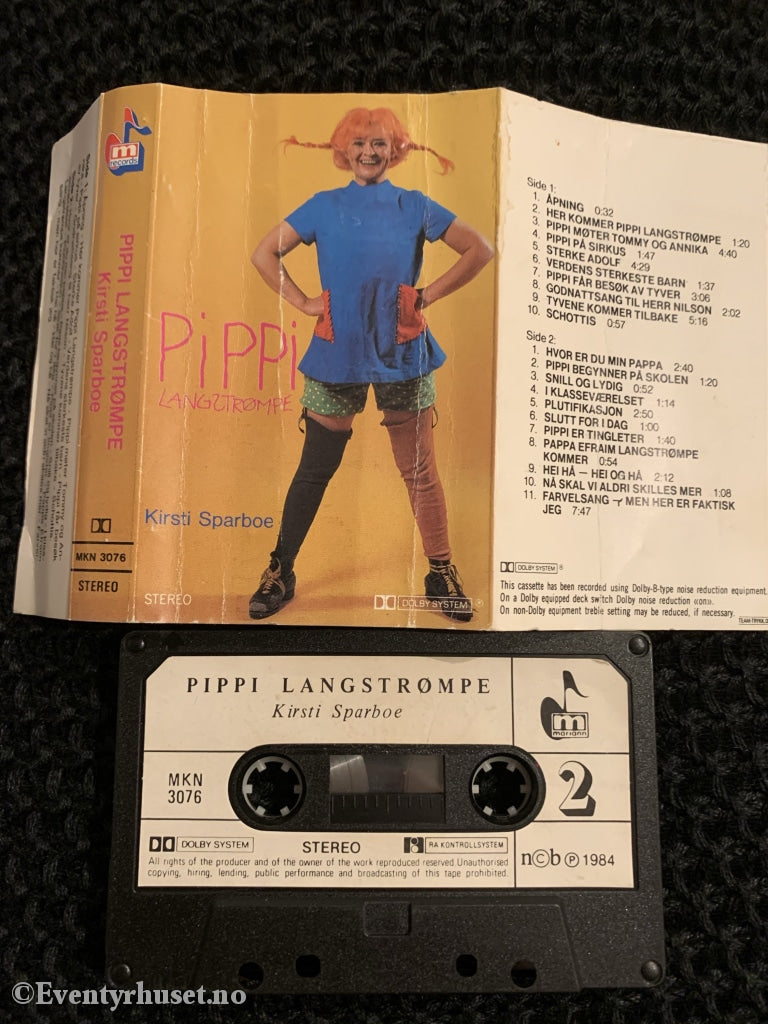 m
records
PIPPI LANGSTRØMPE
Kirsti Sparboe
MKN 3076
STEREO
PIPPI
LANGSTRØMPE
Kirsti Sparboe
STEREO
DOLBY SYSTEM ®
Side 1:
1. ÅPNING 0:32
2. HER KOMMER PIPPI LANGSTRØMPE 1:20
3. PIPPI MØTER TOMMY OG ANNIKA 4:40
4. PIPPI PÅ SIRKUS 1:47
5. STERKE ADOLF 4:29
6. VERDENS STERKESTE BARN 1:37
7. PIPPI FÅR BESØK AV TYVER 3:06
8. GODNATTSANG TIL HERR NILSON 2:02
9. TYVENE KOMMER TILBAKE 5:16
10. SCHOTTIS 0:57
Side 2:
1. HVOR ER DU MIN PAPPA 2:40
2. PIPPI BEGYNNER PÅ SKOLEN 1:20
3. SNILL OG LYDIG 0:52
4. I KLASSEVÆRELSET 1:14
5. PLUTIFIKASJON 2:50
6. SLUTT FOR I DAG 1:00
7. PIPPI ER TINGLETER 1:40
8. PAPPA EFRAIM LANGSTRØMPE
KOMMER 0:54
9. HEI HÅ — HEI OG HÅ 2:12
10. NÅ SKAL VI ALDRI SKILLES MER 1:08
11. FARVELSANG — MEN HER ER FAKTISK
JEG 7:47
DOLBY SYSTEM ®
This cassette has been recorded using Dolby-B-type noise reduction equipment.
On a Dolby equipped deck switch Dolby noise reduction «on».
On non-Dolby equipment treble setting may be reduced, if necessary.
PIPPI LANGSTRØMPE
Kirsti Sparboe
m
mariann
MKN
3076
2
DOLBY SYSTEM
STEREO
RA KONTROLLSYSTEM
All rights of the producer and of the owner of the work reproduced reserved Unauthorised
copying, hiring, lending, public performance and broadcasting of this tape prohibited.
n©b ℗ 1984
©Eventyrhuset.no